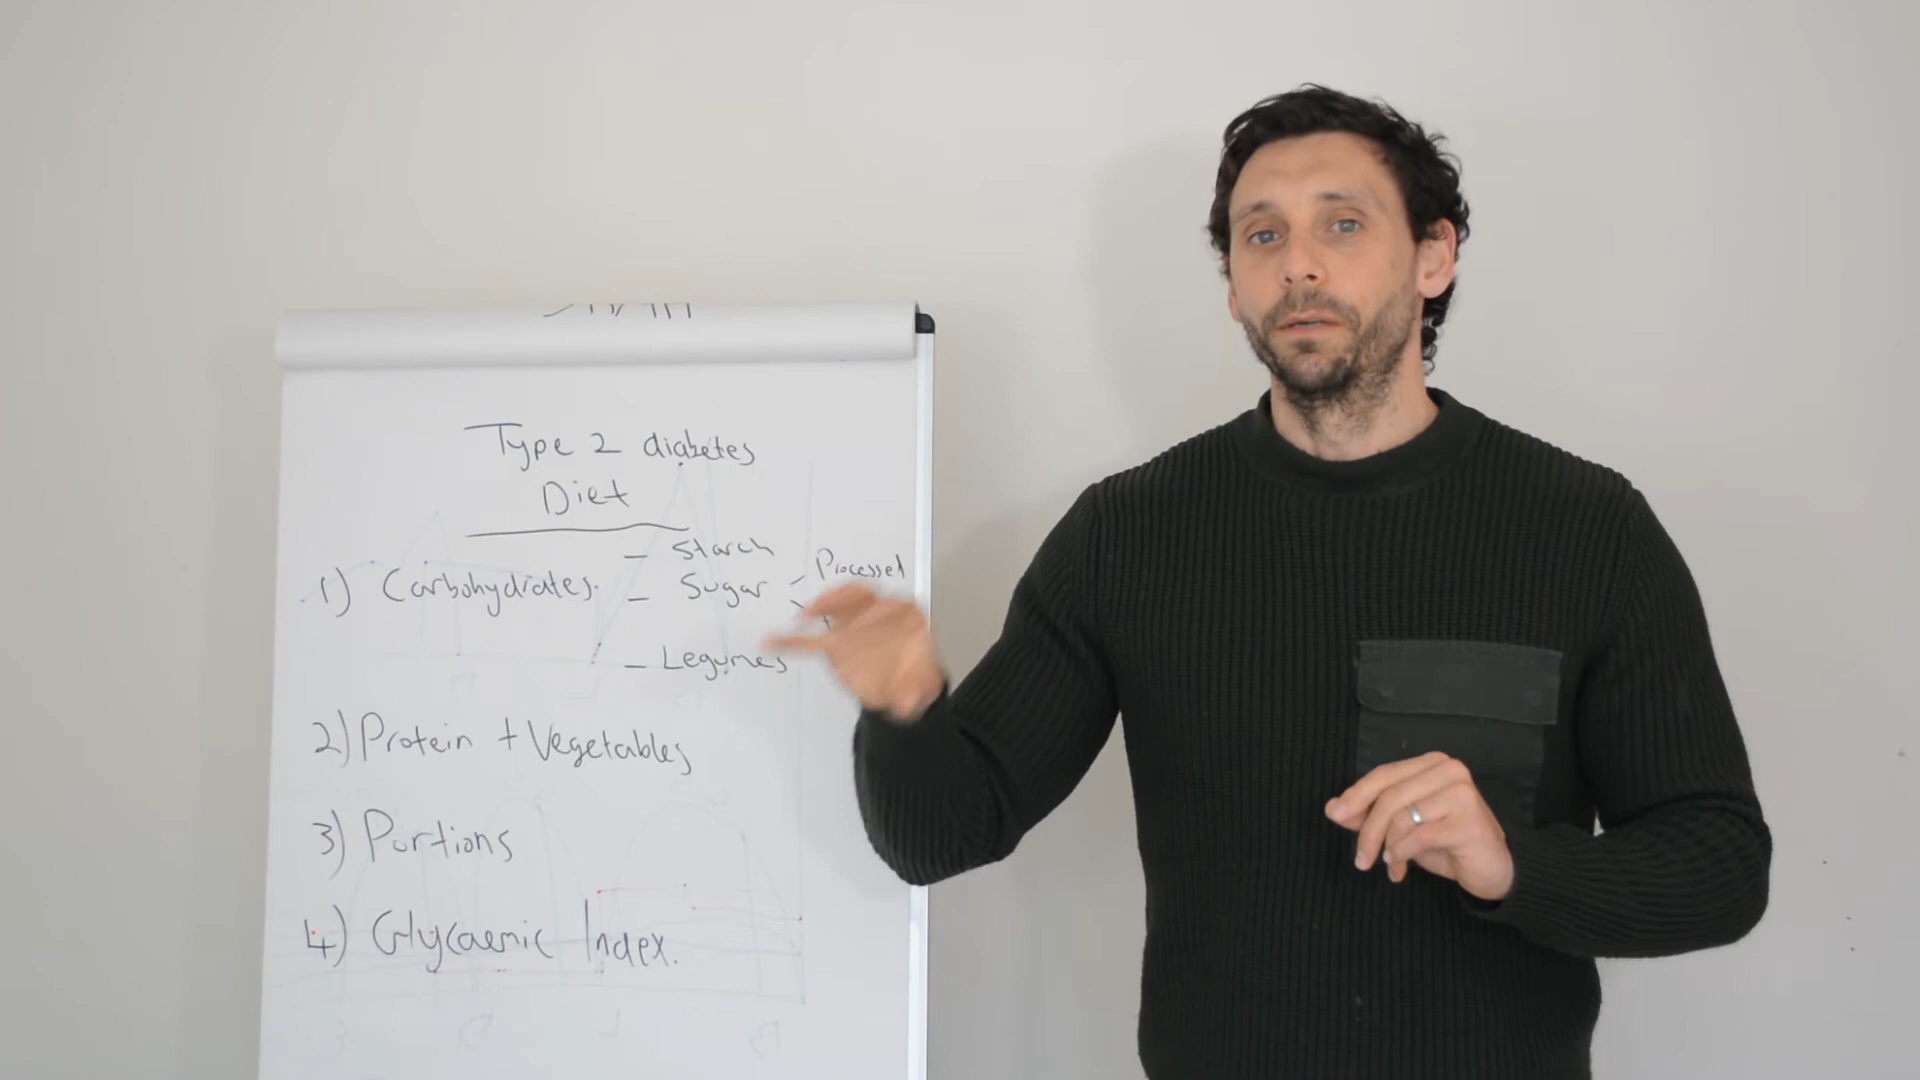 Type 2 diabetes
Diet
1) Carbohydrates. - Starch
- Sugar < Processed
- Legumes
2) Protein + Vegetables
3) Portions
4) Glycaemic Index.